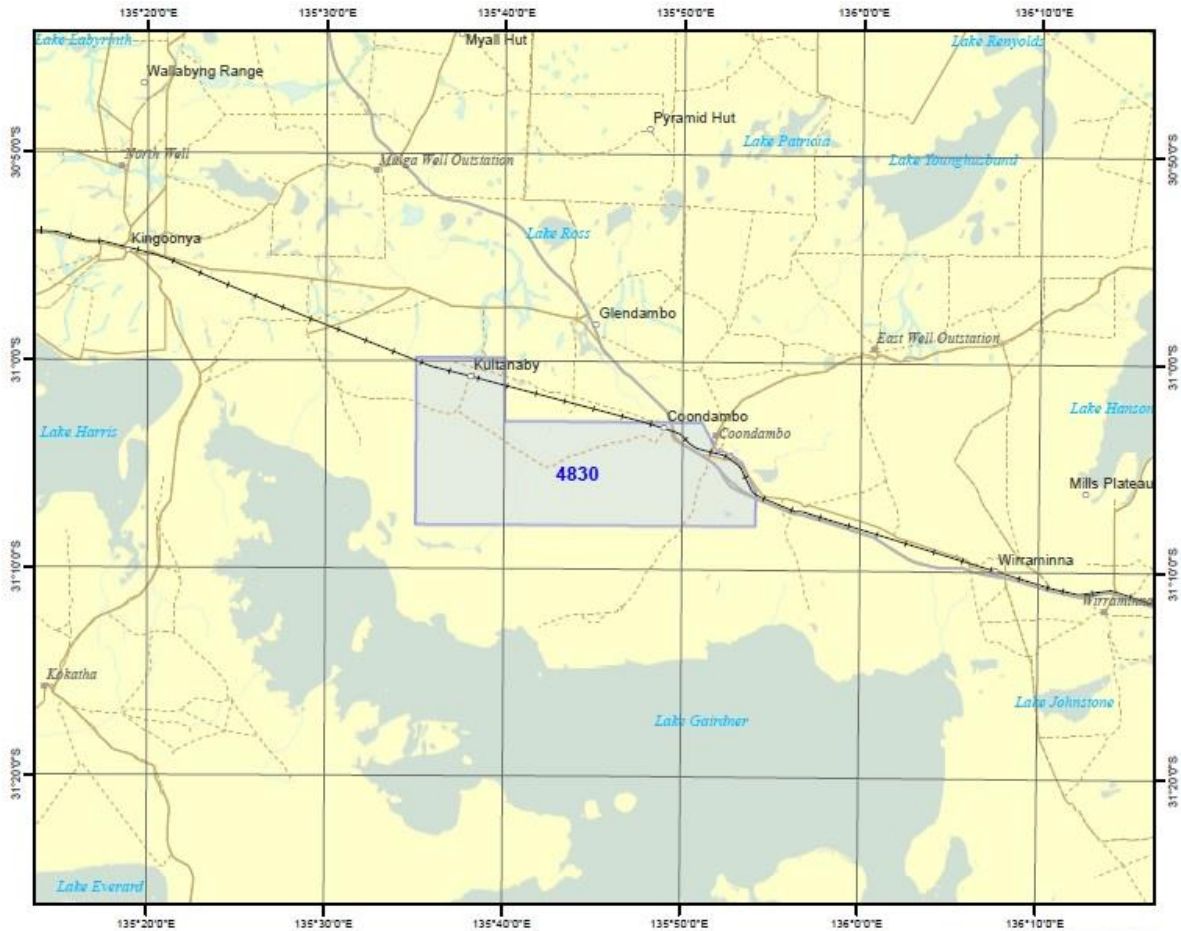 135°20'0"E
135°30'0"E
135°40'0"E
135°50'0"E
136°0'0"E
136°10'0"E
Lake Labyrinth
Myall Hut
Lake Renyolds
Wallabyng Range
Pyramid Hut
Lake Patricia
30°50'0"S
North Well
Mulga Well Outstation
Lake Younghusband
30°50'0"S
Kingoonya
Lake Ross
Glendambo
East Well Outstation
31°0'0"S
Kultanaby
31°0'0"S
Lake Harris
Coondambo
Coondambo
Lake Hanson
4830
Mills Plateau
31°10'0"S
Wirraminna
31°10'0"S
Wirraminna
Kokatha
Lake Johnstone
Lake Gairdner
31°20'0"S
31°20'0"S
Lake Everard
135°20'0"E
135°30'0"E
135°40'0"E
135°50'0"E
136°0'0"E
136°10'0"E